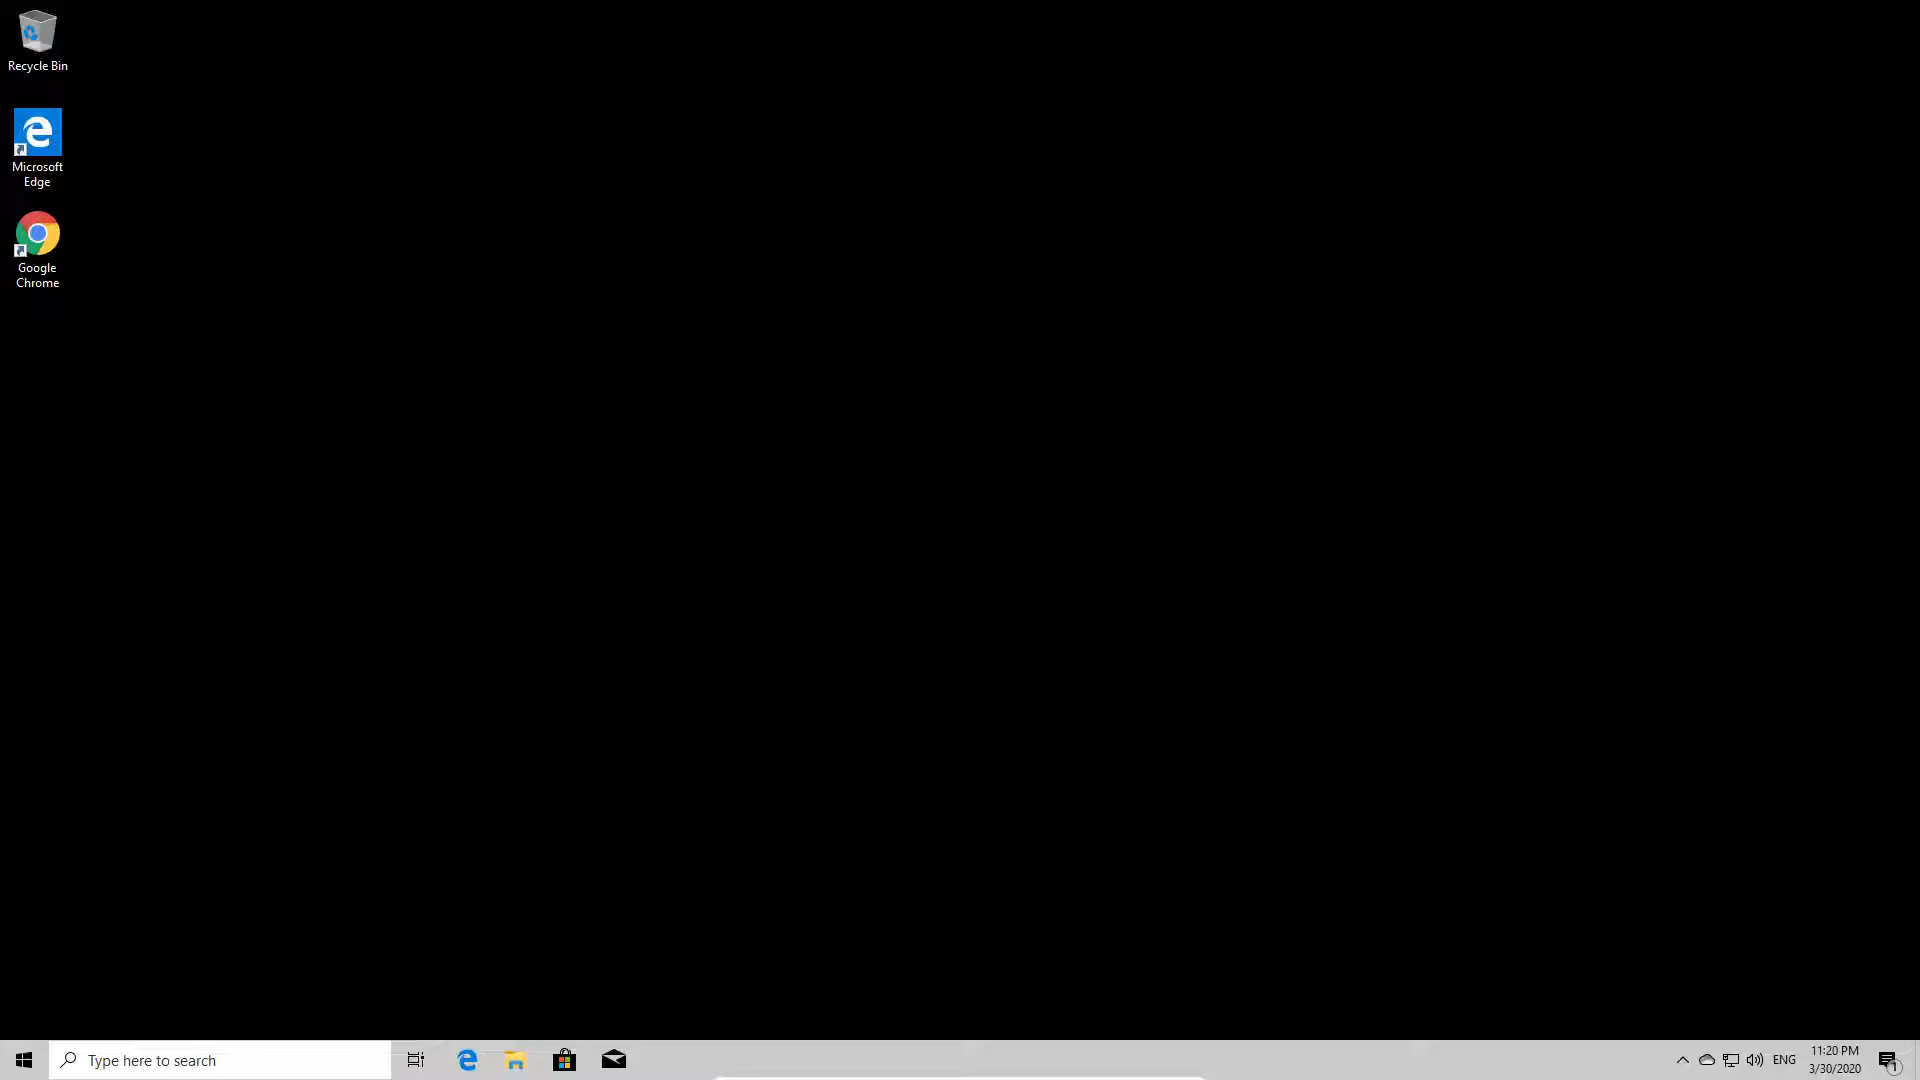 Recycle Bin
Microsoft
Edge
Google
Chrome
Type here to search
ENG
11:20 PM
3/30/2020
1